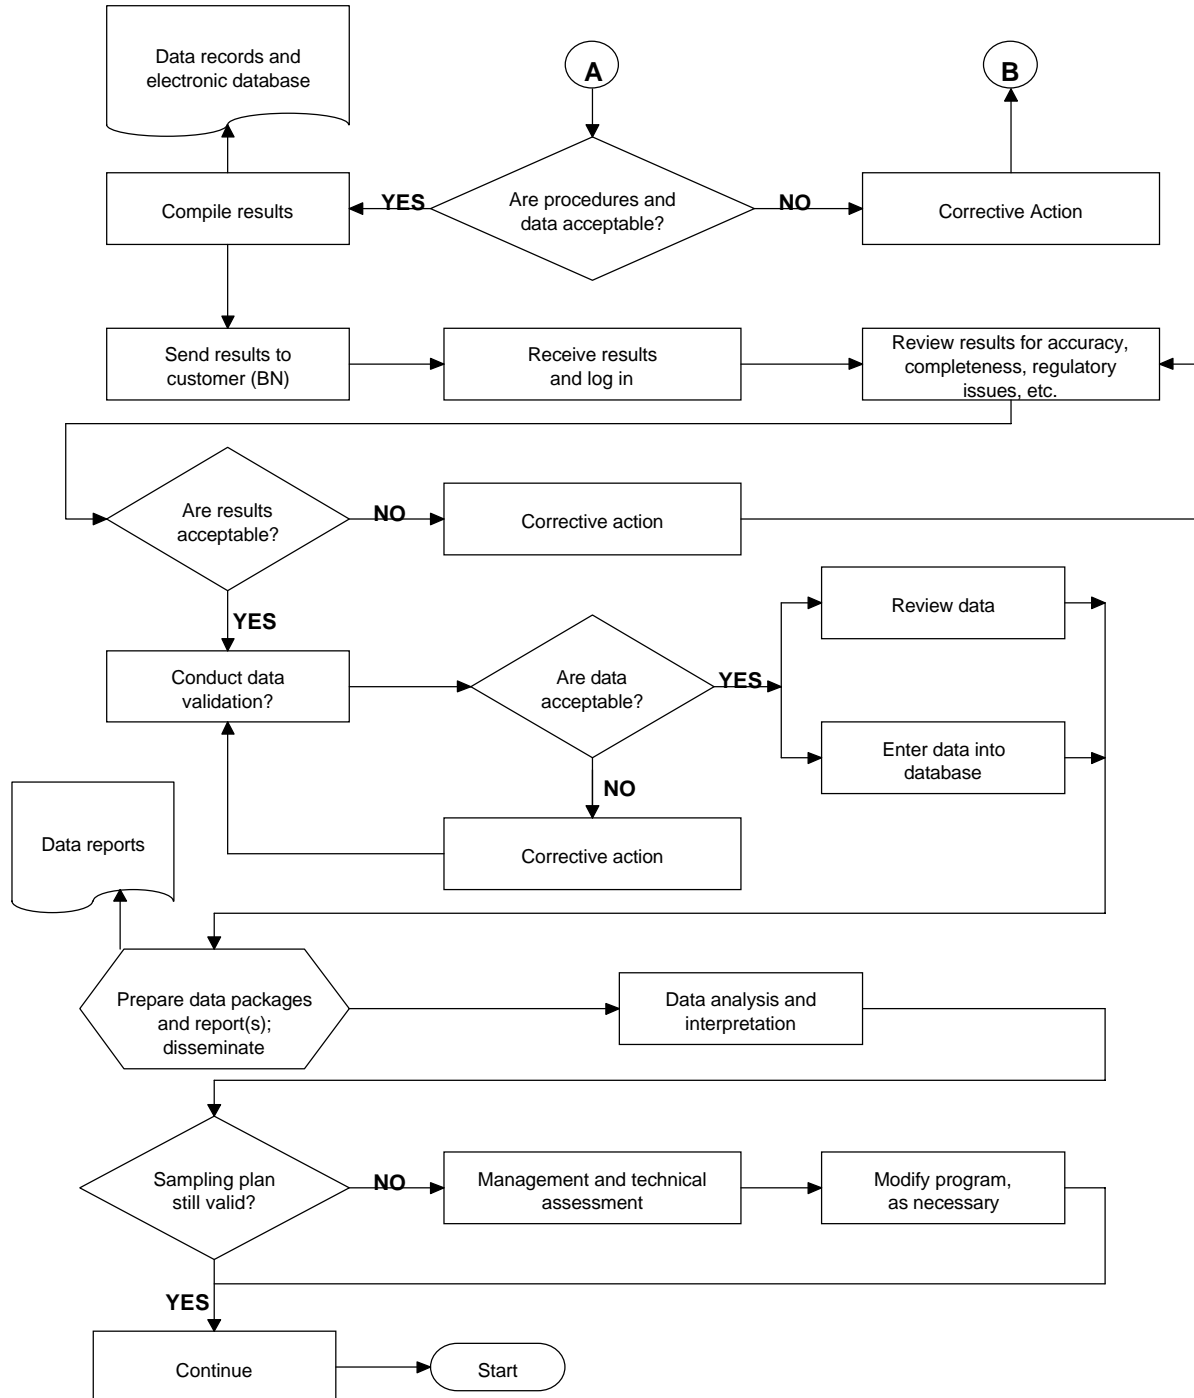 Data records and
electronic database
A
B
Compile results
YES
Are procedures and
data acceptable?
NO
Corrective Action
Send results to
customer (BN)
Receive results
and log in
Review results for accuracy,
completeness, regulatory
issues, etc.
Are results
acceptable?
NO
Corrective action
YES
Conduct data
validation?
Are data
acceptable?
YES
Review data
Enter data into
database
NO
Corrective action
Data reports
Prepare data packages
and report(s);
disseminate
Data analysis and
interpretation
Sampling plan
still valid?
NO
Management and technical
assessment
Modify program,
as necessary
YES
Continue
Start